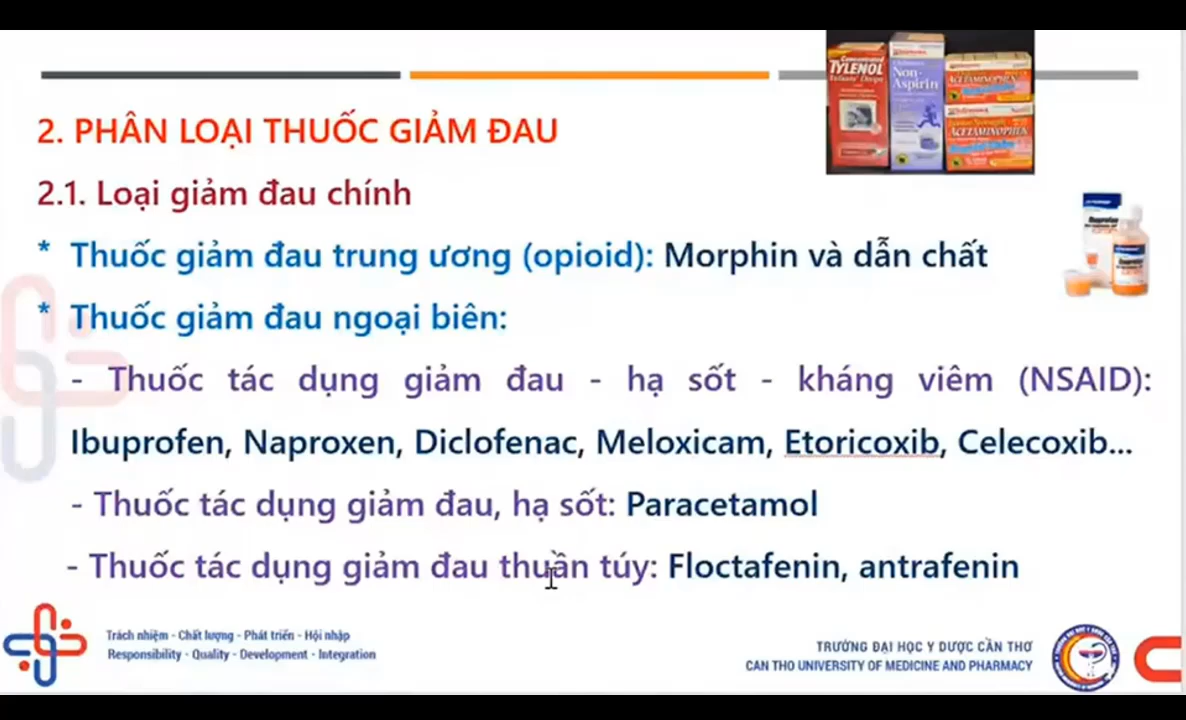 TYLENOL
Non-
Aspirin
ACETAMINOPHEN
ACETAMINOPHEN
2. PHÂN LOẠI THUỐC GIẢM ĐAU
2.1. Loại giảm đau chính
* Thuốc giảm đau trung ương (opioid): Morphin và dẫn chất
* Thuốc giảm đau ngoại biên:
- Thuốc tác dụng giảm đau - hạ sốt - kháng viêm (NSAID):
Ibuprofen, Naproxen, Diclofenac, Meloxicam, Etoricoxib, Celecoxib...
- Thuốc tác dụng giảm đau, hạ sốt: Paracetamol
- Thuốc tác dụng giảm đau thuần túy: Floctafenin, antrafenin
Trách nhiệm - Chất lượng - Phát triển - Hội nhập
Responsibility - Quality - Development - Integration
TRƯỜNG ĐẠI HỌC Y DƯỢC CẦN THƠ
CAN THO UNIVERSITY OF MEDICINE AND PHARMACY